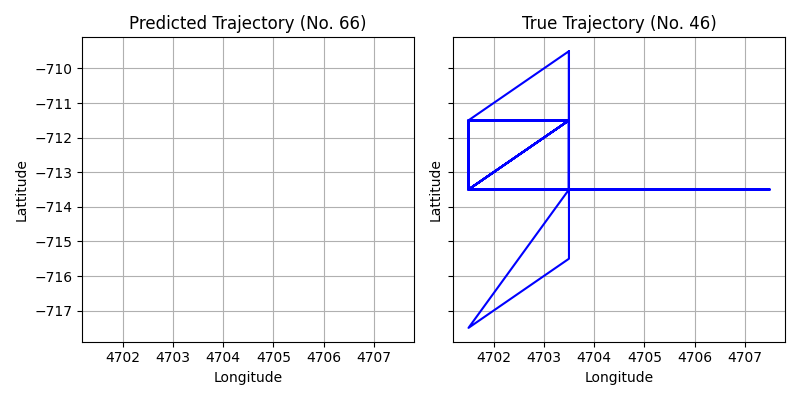 Predicted Trajectory (No. 66)
True Trajectory (No. 46)
Lattitude
−710
−711
−712
−713
−714
−715
−716
−717
4702 4703 4704 4705 4706 4707
Longitude
Lattitude
4702 4703 4704 4705 4706 4707
Longitude